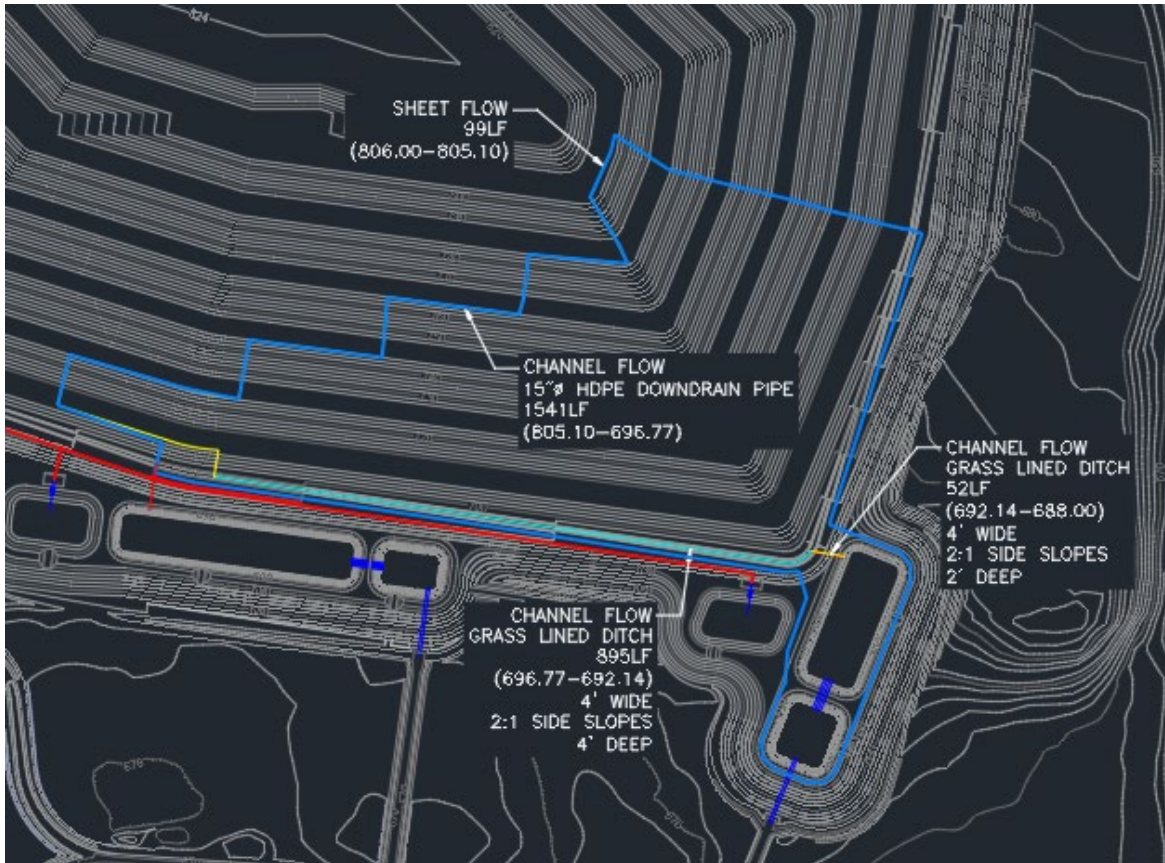 824
SHEET FLOW
99LF
(806.00-805.10)
CHANNEL FLOW
15"ø HDPE DOWNDRAIN PIPE
1541LF
(805.10-696.77)
CHANNEL FLOW
GRASS LINED DITCH
52LF
(692.14-688.00)
4' WIDE
2:1 SIDE SLOPES
2' DEEP
CHANNEL FLOW
GRASS LINED DITCH
895LF
(696.77-692.14)
4' WIDE
2:1 SIDE SLOPES
4' DEEP
676